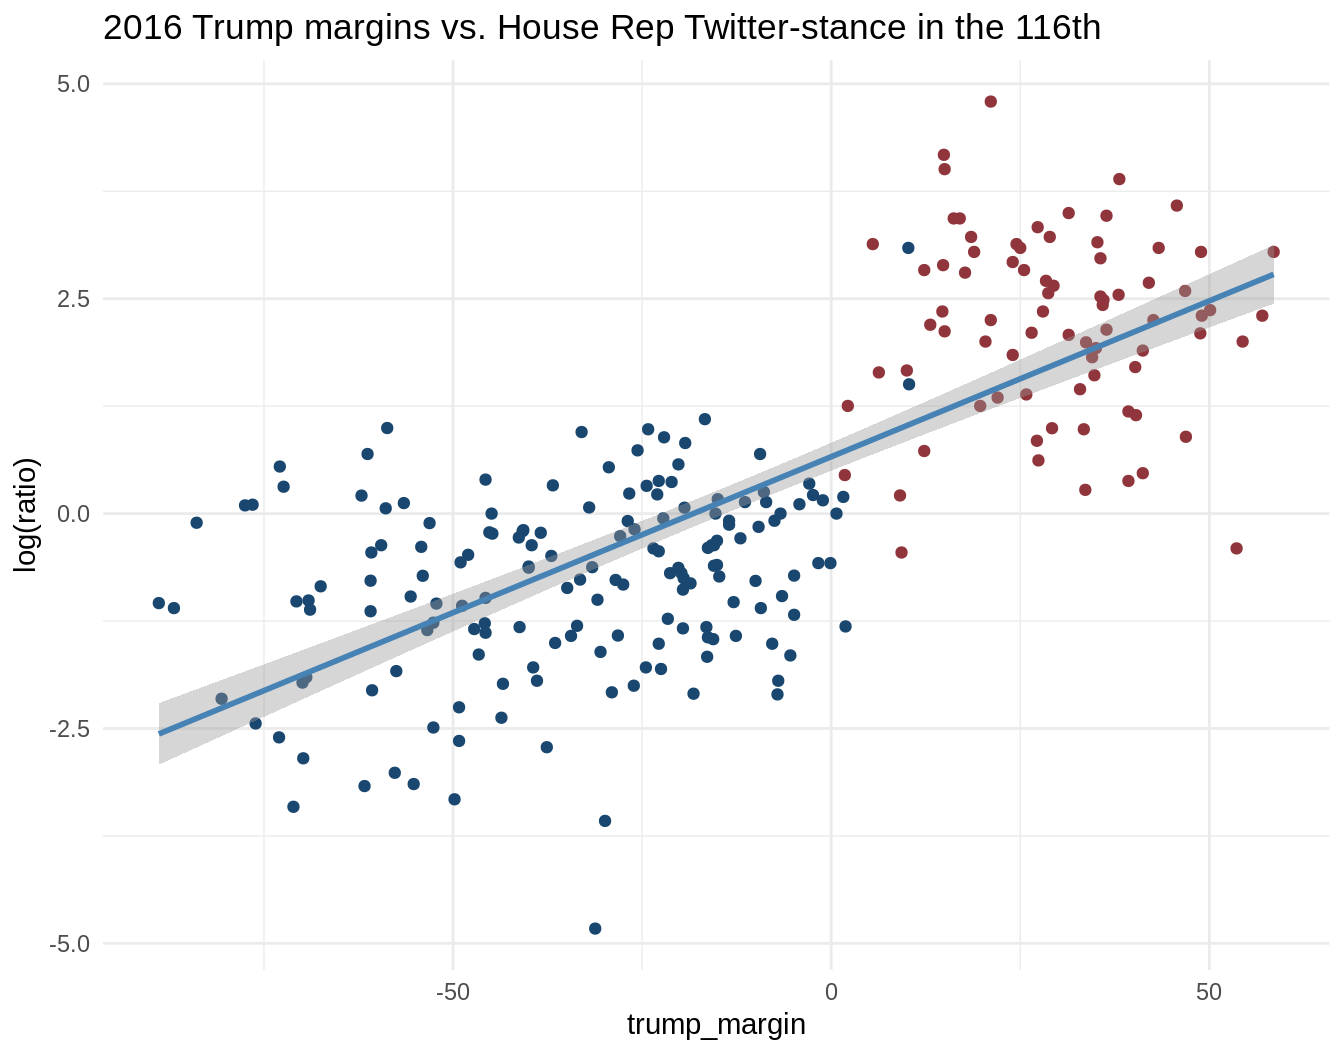 2016 Trump margins vs. House Rep Twitter-stance in the 116th
5.0
2.5
0.0
-2.5
-5.0
log(ratio)
-50
0
50
trump_margin